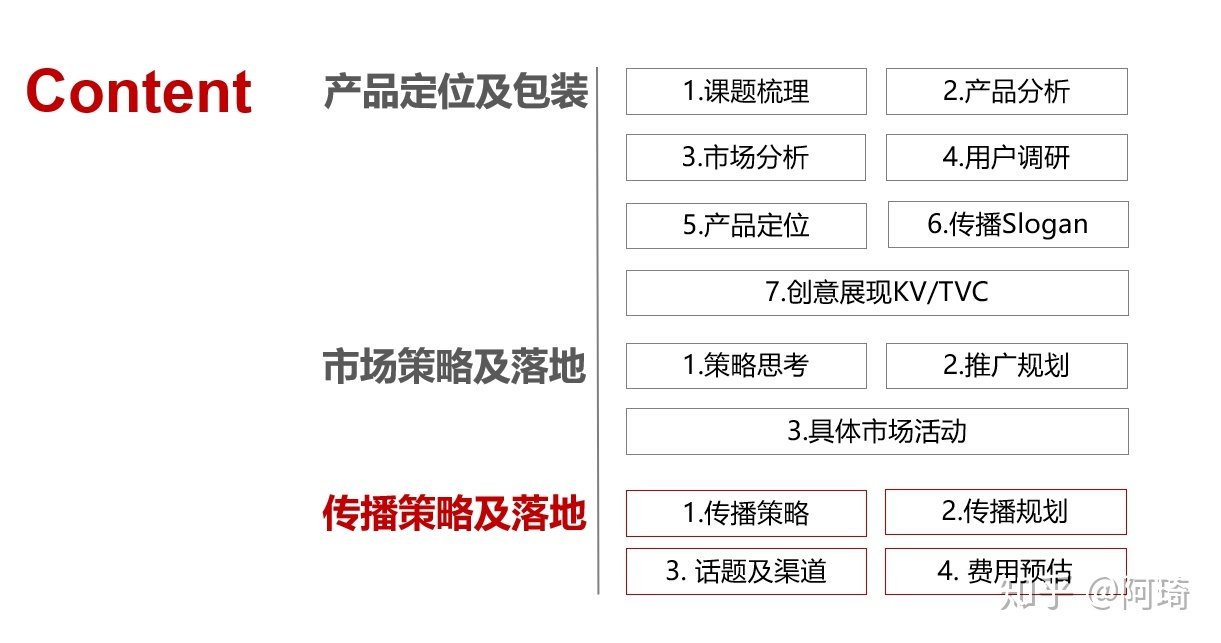 Content
产品定位及包装
1.课题梳理
2.产品分析
3.市场分析
4.用户调研
5.产品定位
6.传播Slogan
7.创意展现KV/TVC
市场策略及落地
1.策略思考
2.推广规划
3.具体市场活动
传播策略及落地
1.传播策略
2.传播规划
3. 话题及渠道
4. 费用预估
知乎 @阿琦